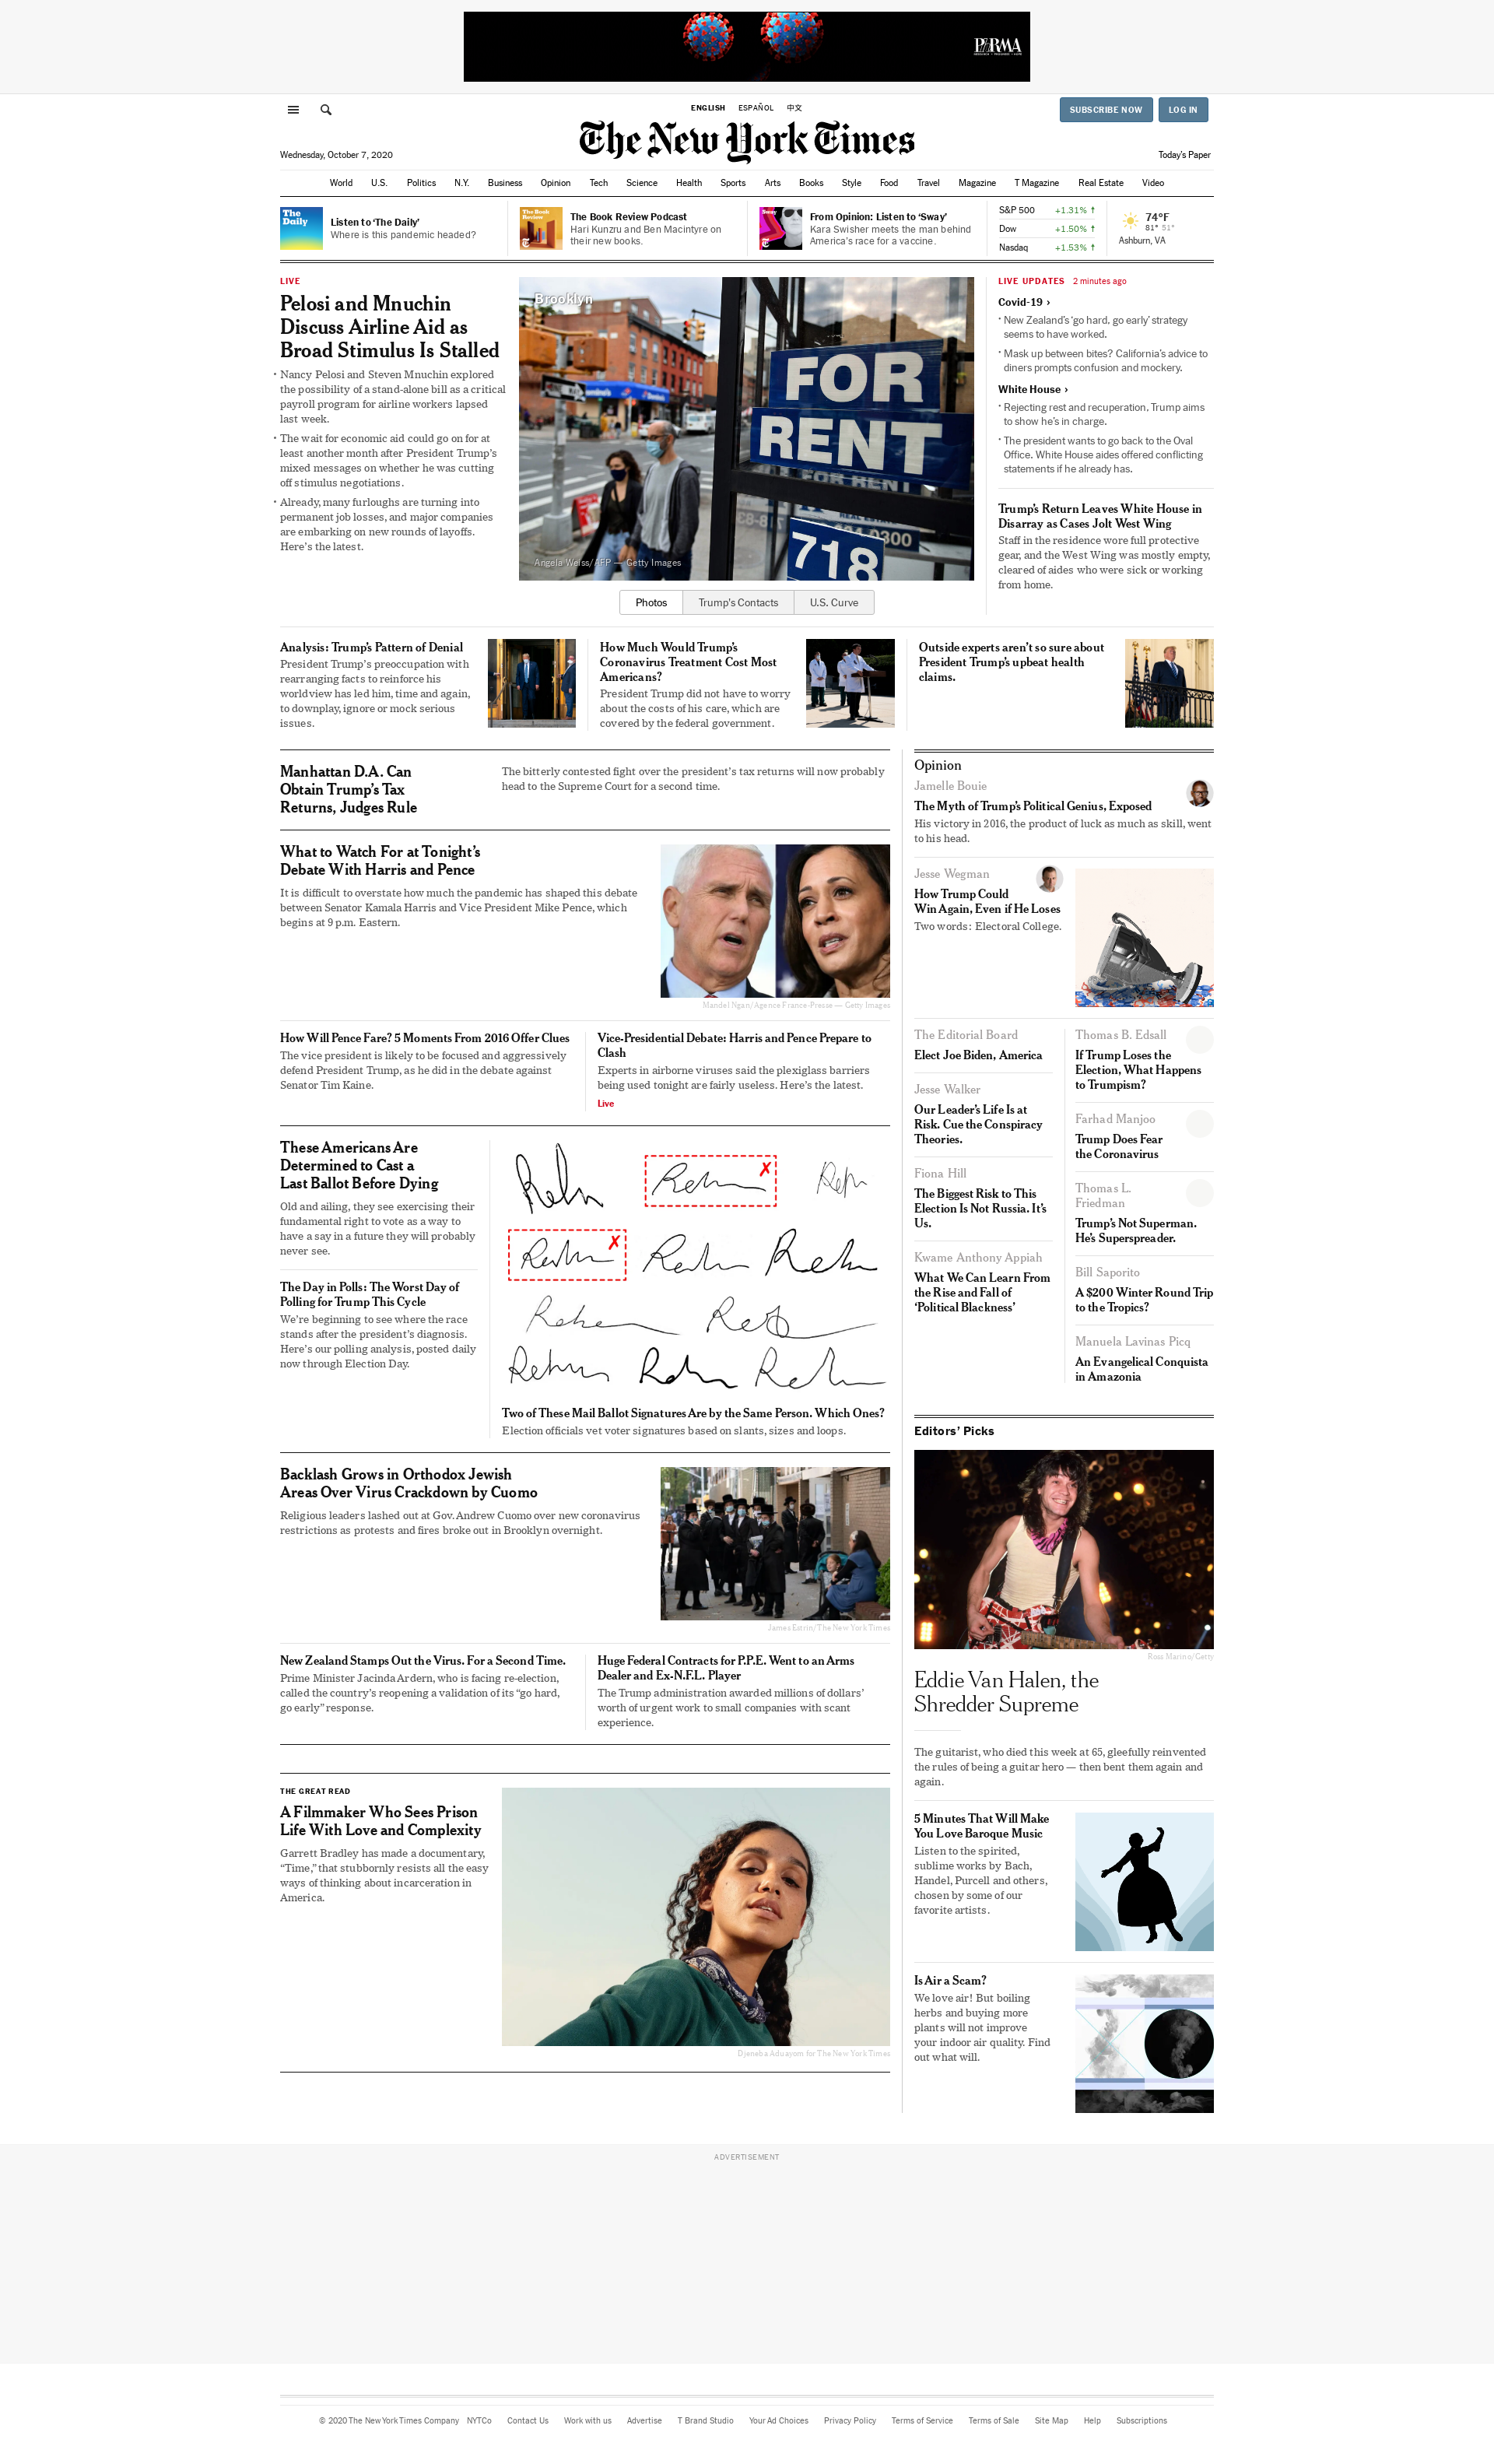 PhRMA
ENGLISH ESPAÑOL 中文
SUBSCRIBE NOW LOG IN
The New York Times
Wednesday, October 7, 2020
Today's Paper
World U.S. Politics N.Y. Business Opinion Tech Science Health Sports Arts Books Style Food Travel Magazine T Magazine Real Estate Video
The
Daily
Listen to ‘The Daily’
Where is this pandemic headed?
The Book
Review
The Book Review Podcast
Hari Kunzru and Ben Macintyre on
their new books.
Sway
From Opinion: Listen to ‘Sway’
Kara Swisher meets the man behind
America’s race for a vaccine.
S&P 500 +1.31% ↑
Dow +1.50% ↑
Nasdaq +1.53% ↑
74°F
81° 51°
Ashburn, VA
LIVE
Pelosi and Mnuchin
Discuss Airline Aid as
Broad Stimulus Is Stalled
• Nancy Pelosi and Steven Mnuchin explored
the possibility of a stand-alone bill as a critical
payroll program for airline workers lapsed
last week.
• The wait for economic aid could go on for at
least another month after President Trump’s
mixed messages on whether he was cutting
off stimulus negotiations.
• Already, many furloughs are turning into
permanent job losses, and major companies
are embarking on new rounds of layoffs.
Here’s the latest.
Brooklyn
FOR
RENT
718
Angela Weiss/AFP — Getty Images
Photos Trump’s Contacts U.S. Curve
LIVE UPDATES 2 minutes ago
Covid-19 ›
• New Zealand’s ‘go hard, go early’ strategy
seems to have worked.
• Mask up between bites? California’s advice to
diners prompts confusion and mockery.
White House ›
• Rejecting rest and recuperation, Trump aims
to show he’s in charge.
• The president wants to go back to the Oval
Office. White House aides offered conflicting
statements if he already has.
Trump’s Return Leaves White House in
Disarray as Cases Jolt West Wing
Staff in the residence wore full protective
gear, and the West Wing was mostly empty,
cleared of aides who were sick or working
from home.
Analysis: Trump’s Pattern of Denial
President Trump’s preoccupation with
rearranging facts to reinforce his
worldview has led him, time and again,
to downplay, ignore or mock serious
issues.
How Much Would Trump’s
Coronavirus Treatment Cost Most
Americans?
President Trump did not have to worry
about the costs of his care, which are
covered by the federal government.
Outside experts aren’t so sure about
President Trump’s upbeat health
claims.
Manhattan D.A. Can
Obtain Trump’s Tax
Returns, Judges Rule
The bitterly contested fight over the president’s tax returns will now probably
head to the Supreme Court for a second time.
What to Watch For at Tonight’s
Debate With Harris and Pence
It is difficult to overstate how much the pandemic has shaped this debate
between Senator Kamala Harris and Vice President Mike Pence, which
begins at 9 p.m. Eastern.
Mandel Ngan/Agence France-Presse — Getty Images
How Will Pence Fare? 5 Moments From 2016 Offer Clues
The vice president is likely to be focused and aggressively
defend President Trump, as he did in the debate against
Senator Tim Kaine.
Vice-Presidential Debate: Harris and Pence Prepare to
Clash
Experts in airborne viruses said the plexiglass barriers
being used tonight are fairly useless. Here’s the latest.
Live
These Americans Are
Determined to Cast a
Last Ballot Before Dying
Old and ailing, they see exercising their
fundamental right to vote as a way to
have a say in a future they will probably
never see.
The Day in Polls: The Worst Day of
Polling for Trump This Cycle
We’re beginning to see where the race
stands after the president’s diagnosis.
Here’s our polling analysis, posted daily
now through Election Day.
Two of These Mail Ballot Signatures Are by the Same Person. Which Ones?
Election officials vet voter signatures based on slants, sizes and loops.
Backlash Grows in Orthodox Jewish
Areas Over Virus Crackdown by Cuomo
Religious leaders lashed out at Gov. Andrew Cuomo over new coronavirus
restrictions as protests and fires broke out in Brooklyn overnight.
James Estrin/The New York Times
New Zealand Stamps Out the Virus. For a Second Time.
Prime Minister Jacinda Ardern, who is facing re-election,
called the country’s reopening a validation of its “go hard,
go early” response.
Huge Federal Contracts for P.P.E. Went to an Arms
Dealer and Ex-N.F.L. Player
The Trump administration awarded millions of dollars’
worth of urgent work to small companies with scant
experience.
THE GREAT READ
A Filmmaker Who Sees Prison
Life With Love and Complexity
Garrett Bradley has made a documentary,
“Time,” that stubbornly resists all the easy
ways of thinking about incarceration in
America.
Djeneba Aduayom for The New York Times
Opinion
Jamelle Bouie
The Myth of Trump’s Political Genius, Exposed
His victory in 2016, the product of luck as much as skill, went
to his head.
Jesse Wegman
How Trump Could
Win Again, Even if He Loses
Two words: Electoral College.
The Editorial Board
Elect Joe Biden, America
Jesse Walker
Our Leader’s Life Is at
Risk. Cue the Conspiracy
Theories.
Fiona Hill
The Biggest Risk to This
Election Is Not Russia. It’s
Us.
Kwame Anthony Appiah
What We Can Learn From
the Rise and Fall of
‘Political Blackness’
Thomas B. Edsall
If Trump Loses the
Election, What Happens
to Trumpism?
Farhad Manjoo
Trump Does Fear
the Coronavirus
Thomas L.
Friedman
Trump’s Not Superman.
He’s Superspreader.
Bill Saporito
A $200 Winter Round Trip
to the Tropics?
Manuela Lavinas Picq
An Evangelical Conquista
in Amazonia
Editors’ Picks
Ross Marino/Getty
Eddie Van Halen, the
Shredder Supreme
The guitarist, who died this week at 65, gleefully reinvented
the rules of being a guitar hero — then bent them again and
again.
5 Minutes That Will Make
You Love Baroque Music
Listen to the spirited,
sublime works by Bach,
Handel, Purcell and others,
chosen by some of our
favorite artists.
Is Air a Scam?
We love air! But boiling
herbs and buying more
plants will not improve
your indoor air quality. Find
out what will.
ADVERTISEMENT
© 2020 The New York Times Company NYTCo Contact Us Work with us Advertise T Brand Studio Your Ad Choices Privacy Policy Terms of Service Terms of Sale Site Map Help Subscriptions